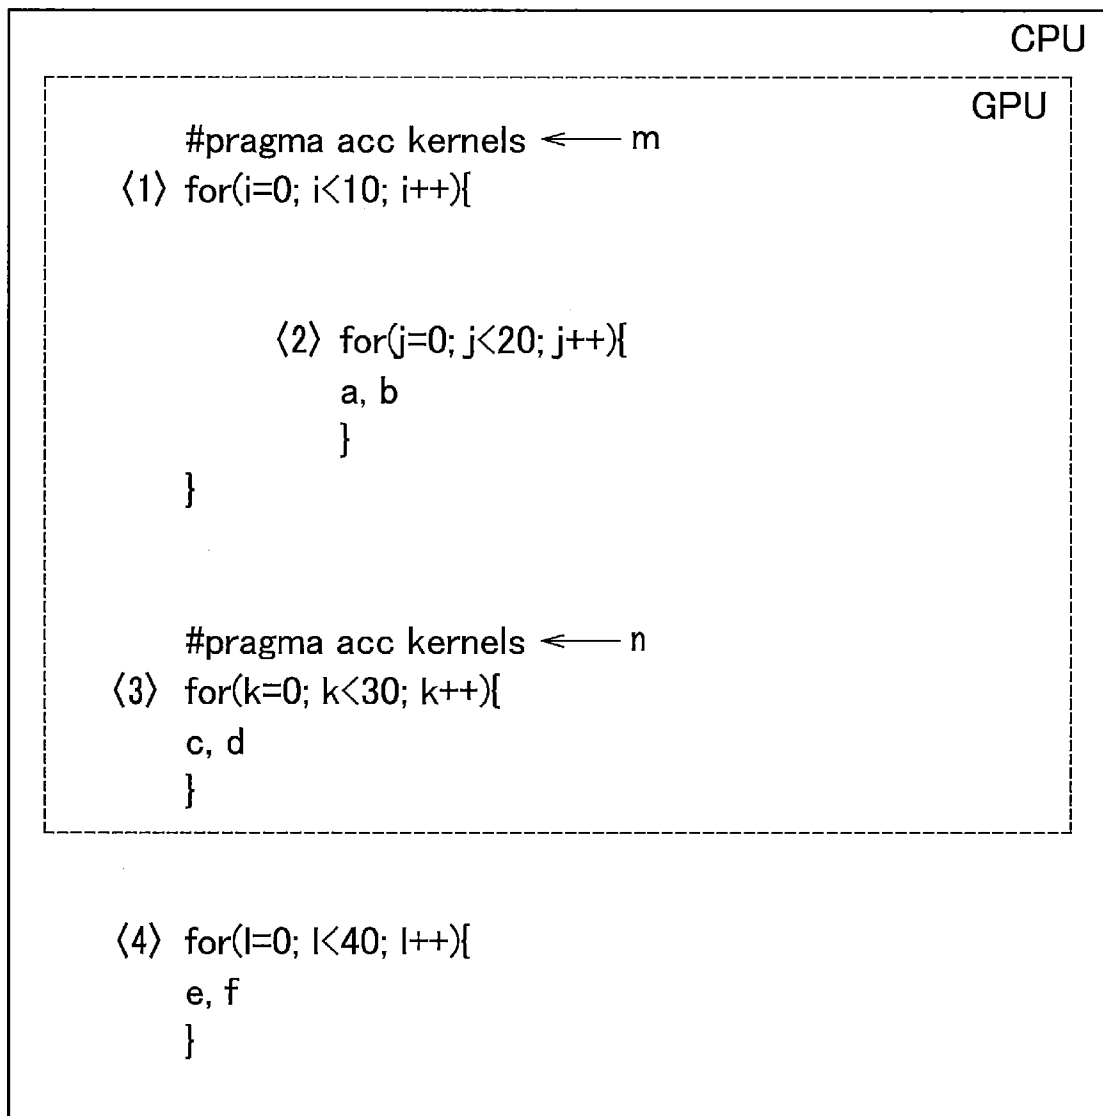 CPU
GPU
#pragma acc kernels ← m
⟨1⟩ for(i=0; i<10; i++){
⟨2⟩ for(j=0; j<20; j++){
a, b
}
}
#pragma acc kernels ← n
⟨3⟩ for(k=0; k<30; k++){
c, d
}
⟨4⟩ for(l=0; l<40; l++){
e, f
}